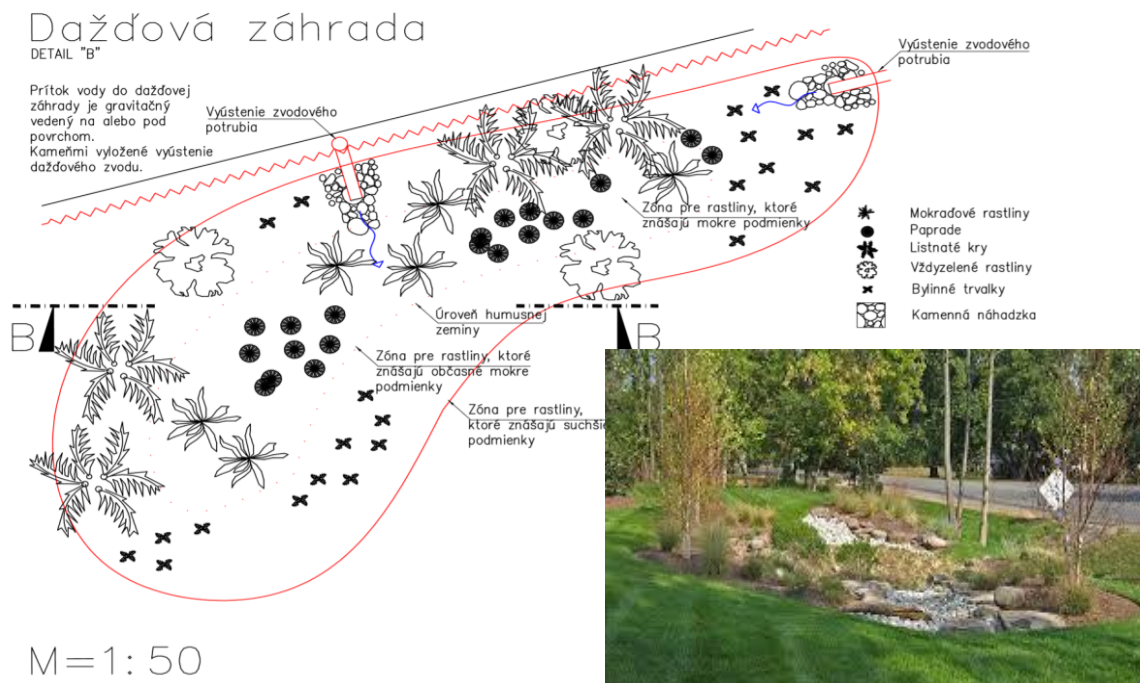 Dažďová záhrada
DETAIL "B"
Prítok vody do dažďovej
záhrady je gravitačný
vedený na alebo pod
povrchom.
Kameňmi vyložené vyústenie
dažďového zvodu.
Vyústenie zvodového
potrubia
Vyústenie zvodového
potrubia
Zóna pre rastliny, ktoré
znášajú mokre podmienky
Mokraďové rastliny
Paprade
Listnaté kry
Vždyzelené rastliny
Bylinné trvalky
Kamenná náhadzka
B
B
Úroveň humusnej
zeminy
Zóna pre rastliny, ktoré
znášajú občasné mokre
podmienky
Zóna pre rastliny,
ktoré znášajú suchšie
podmienky
M=1:50